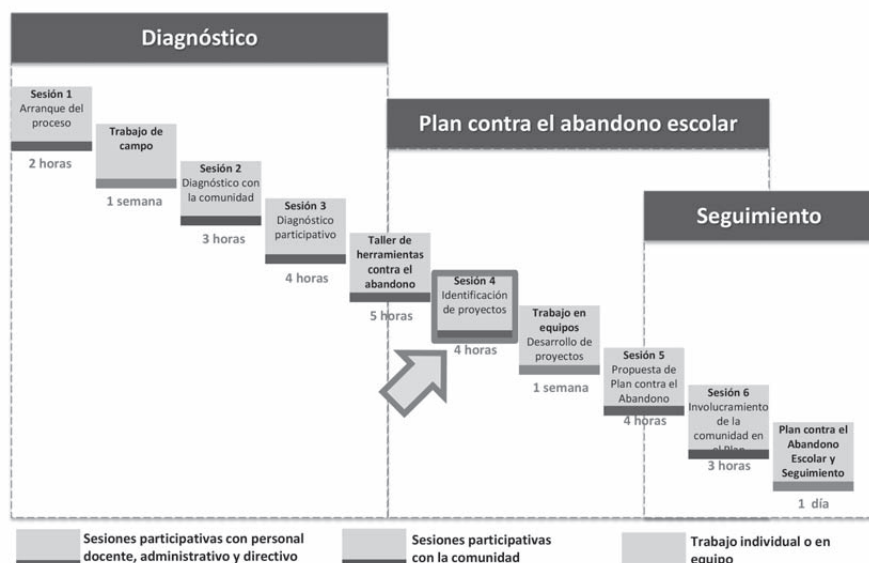 Diagnóstico
Sesión 1
Arranque del
proceso
2 horas
Trabajo de
campo
1 semana
Sesión 2
Diagnóstico con
la comunidad
3 horas
Sesión 3
Diagnóstico
participativo
4 horas
Taller de
herramientas
contra el
abandono
5 horas
Plan contra el abandono escolar
Sesión 4
Identificación
de proyectos
4 horas
Trabajo en
equipos
Desarrollo de
proyectos
1 semana
Sesión 5
Propuesta de
Plan contra el
Abandono
4 horas
Seguimiento
Sesión 6
Involucramiento
de la
comunidad en
el Plan
3 horas
Plan contra el
Abandono
Escolar y
Seguimiento
1 día
Sesiones participativas con personal
docente, administrativo y directivo
Sesiones participativas
con la comunidad
Trabajo individual o en
equipo